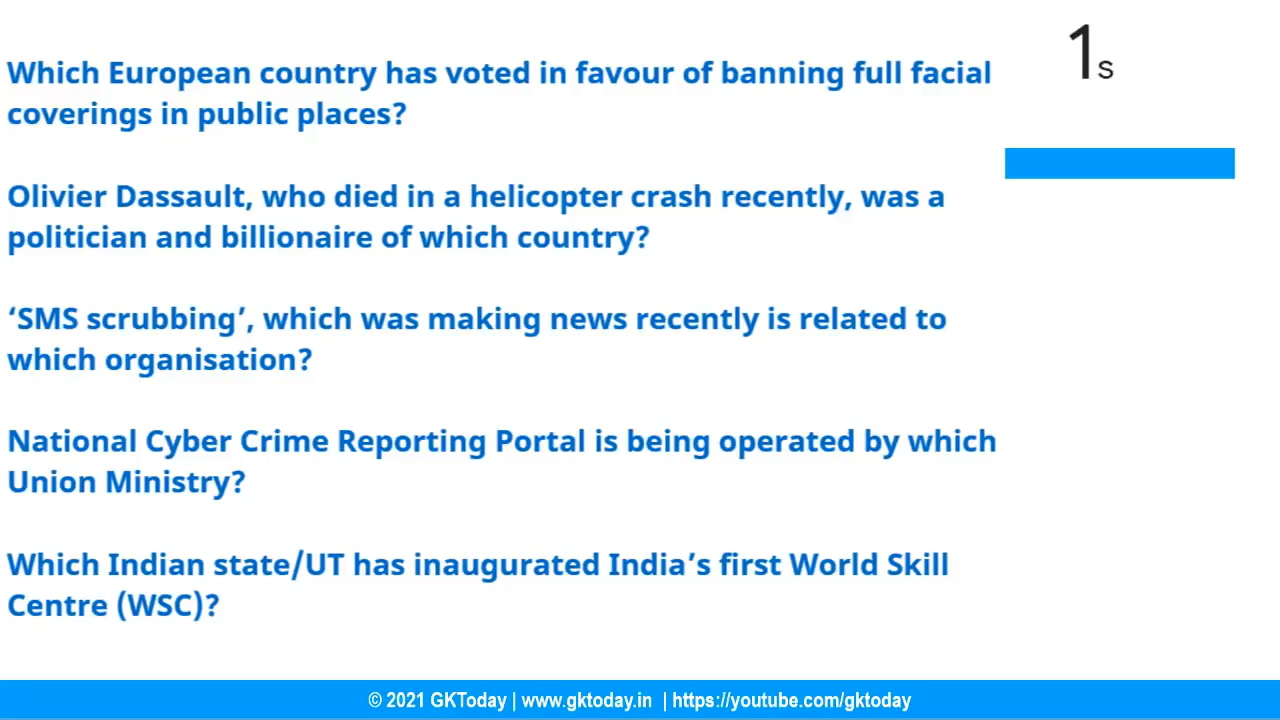 1s
Which European country has voted in favour of banning full facial
coverings in public places?
Olivier Dassault, who died in a helicopter crash recently, was a
politician and billionaire of which country?
‘SMS scrubbing’, which was making news recently is related to
which organisation?
National Cyber Crime Reporting Portal is being operated by which
Union Ministry?
Which Indian state/UT has inaugurated India’s first World Skill
Centre (WSC)?
© 2021 GKToday | www.gktoday.in | https://youtube.com/gktoday